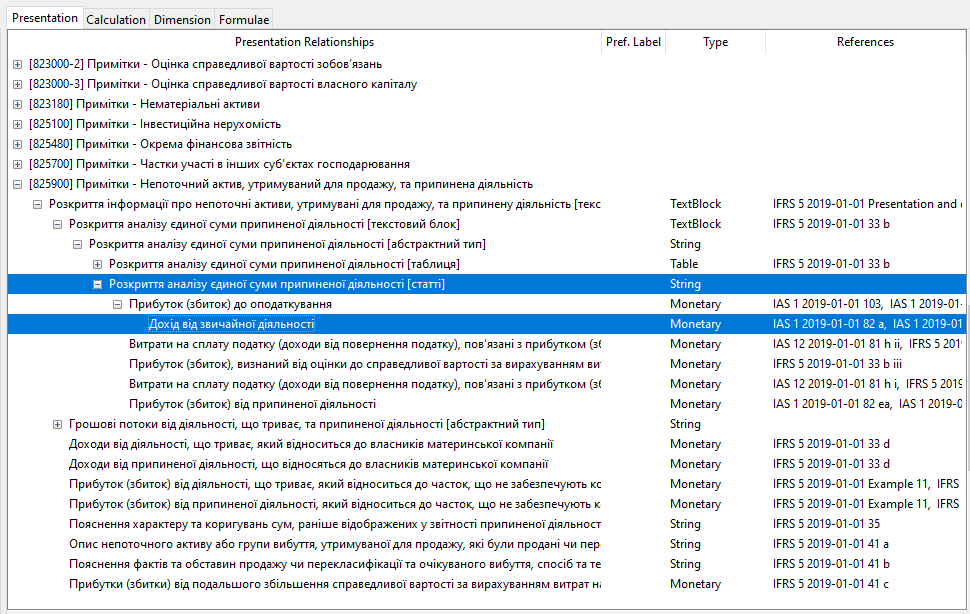 Presentation Calculation Dimension Formulae
Presentation Relationships Pref. Label Type References
[823000-2] Примітки - Оцінка справедливої вартості зобов'язань
[823000-3] Примітки - Оцінка справедливої вартості власного капіталу
[823180] Примітки - Нематеріальні активи
[825100] Примітки - Інвестиційна нерухомість
[825480] Примітки - Окрема фінансова звітність
[825700] Примітки - Частки участі в інших суб'єктах господарювання
[825900] Примітки - Непоточний актив, утримуваний для продажу, та припинена діяльність
Розкриття інформації про непоточні активи, утримувані для продажу, та припинену діяльність [текс TextBlock IFRS 5 2019-01-01 Presentation and
Розкриття аналізу єдиної суми припиненої діяльності [текстовий блок] TextBlock IFRS 5 2019-01-01 33 b
Розкриття аналізу єдиної суми припиненої діяльності [абстрактний тип] String
Розкриття аналізу єдиної суми припиненої діяльності [таблиця] Table IFRS 5 2019-01-01 33 b
Розкриття аналізу єдиної суми припиненої діяльності [статті] String
Прибуток (збиток) до оподаткування Monetary IAS 1 2019-01-01 103, IAS 1 2019-01-
Дохід від звичайної діяльності Monetary IAS 1 2019-01-01 82 a, IAS 1 2019-01
Витрати на сплату податку (доходи від повернення податку), пов'язані з прибутком (зб Monetary IAS 12 2019-01-01 81 h ii, IFRS 5 201
Прибуток (збиток), визнаний від оцінки до справедливої вартості за вирахуванням ви Monetary IFRS 5 2019-01-01 33 b iii
Витрати на сплату податку (доходи від повернення податку), пов'язані з прибутком (зб Monetary IAS 12 2019-01-01 81 h i, IFRS 5 2019
Прибуток (збиток) від припиненої діяльності Monetary IAS 1 2019-01-01 82 ea, IAS 1 2019-0
Грошові потоки від діяльності, що триває, та припиненої діяльності [абстрактний тип] String
Доходи від діяльності, що триває, який відноситься до власників материнської компанії Monetary IFRS 5 2019-01-01 33 d
Доходи від припиненої діяльності, що відносяться до власників материнської компанії Monetary IFRS 5 2019-01-01 33 d
Прибуток (збиток) від діяльності, що триває, який відноситься до часток, що не забезпечують ко Monetary IFRS 5 2019-01-01 Example 11, IFRS
Прибуток (збиток) від припиненої діяльності, який відноситься до часток, що не забезпечують к Monetary IFRS 5 2019-01-01 Example 11, IFRS
Пояснення характеру та коригувань сум, раніше відображених у звітності припиненої діяльност String IFRS 5 2019-01-01 35
Опис непоточного активу або групи вибуття, утримуваної для продажу, які були продані чи пер String IFRS 5 2019-01-01 41 a
Пояснення фактів та обставин продажу чи перекласифікації та очікуваного вибуття, спосіб та те String IFRS 5 2019-01-01 41 b
Прибутки (збитки) від подальшого збільшення справедливої вартості за вирахуванням витрат на Monetary IFRS 5 2019-01-01 41 c